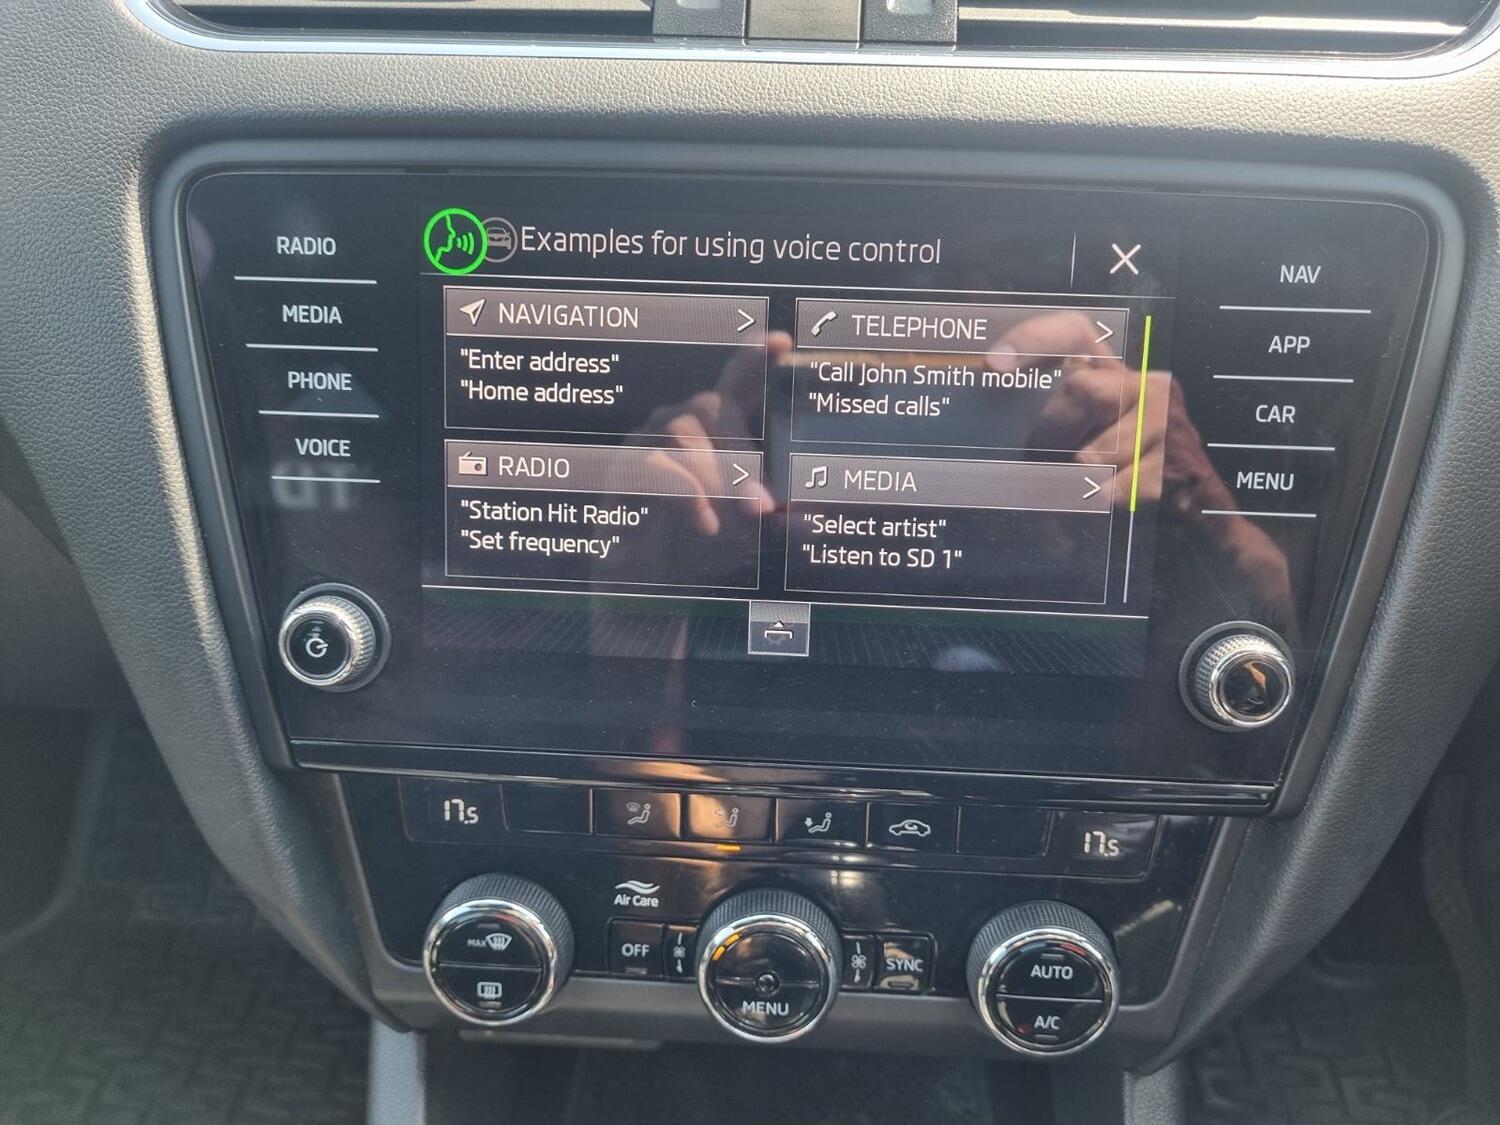 Examples for using voice control
RADIO
MEDIA
PHONE
VOICE
NAVIGATION
"Enter address"
"Home address"
TELEPHONE
"Call John Smith mobile"
"Missed calls"
RADIO
"Station Hit Radio"
"Set frequency"
MEDIA
"Select artist"
"Listen to SD 1"
NAV
APP
CAR
MENU
17.5
17.5
MAX
Air Care
OFF
MENU
SYNC
AUTO
A/C